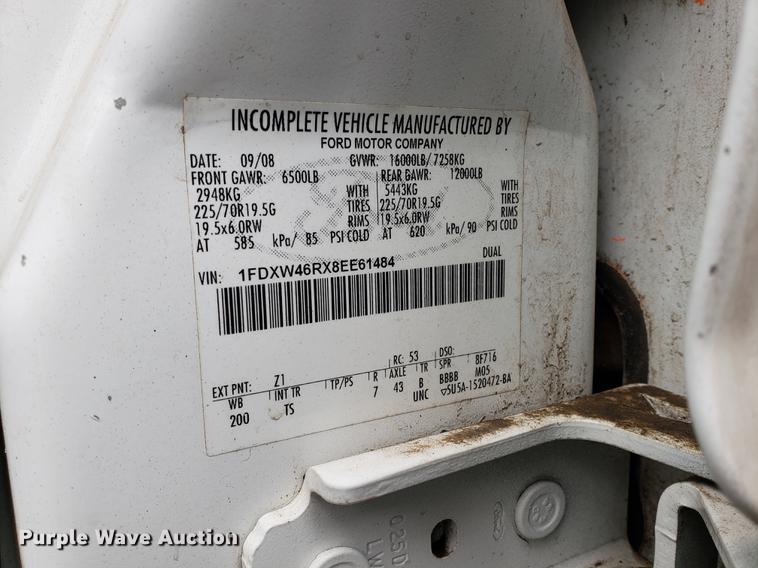 INCOMPLETE VEHICLE MANUFACTURED BY
FORD MOTOR COMPANY
DATE: 09/08 GVWR: 16000LB/ 7258KG
FRONT GAWR: 6500LB REAR GAWR: 12000LB
2948KG WITH 5443KG WITH
225/70R19.5G TIRES 225/70R19.5G TIRES
19.5x6.0RW RIMS 19.5x6.0RW RIMS
AT 585 kPa/ 85 PSI COLD AT 620 kPa/ 90 PSI COLD
VIN: 1FDXW46RX8EE61484 DUAL
EXT PNT: Z1 RC: 53 DSO:
WB INT TR TP/PS R AXLE TR SPR BF716
200 TS 7 43 B BBBB M05
UNC ▽5U5A-1520472-BA
025D
LW
Ford
Purple Wave Auction